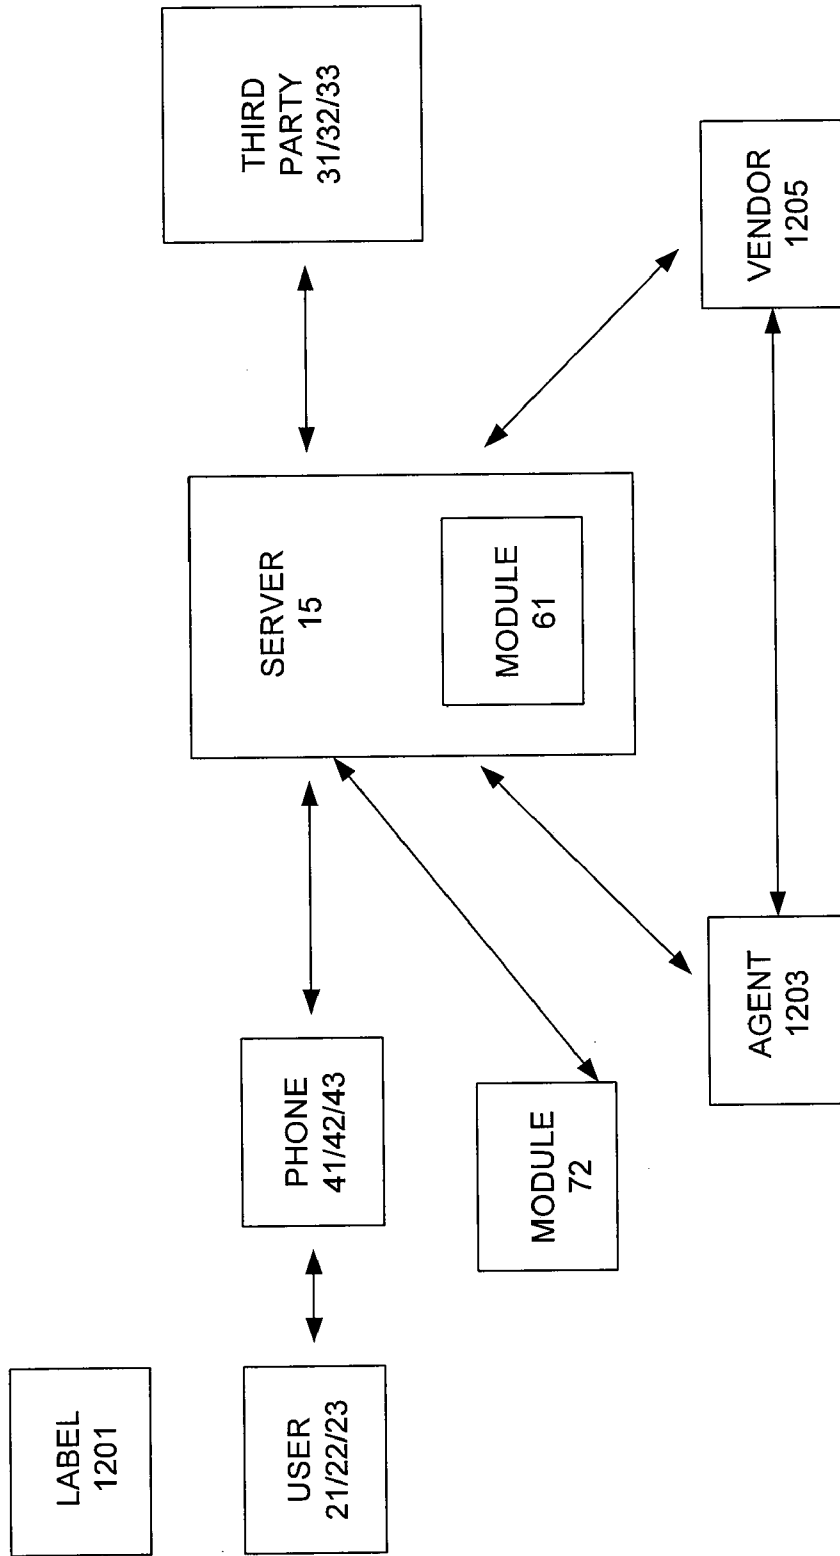 LABEL
1201
USER
21/22/23
PHONE
41/42/43
MODULE
72
AGENT
1203
SERVER
15
MODULE
61
THIRD
PARTY
31/32/33
VENDOR
1205